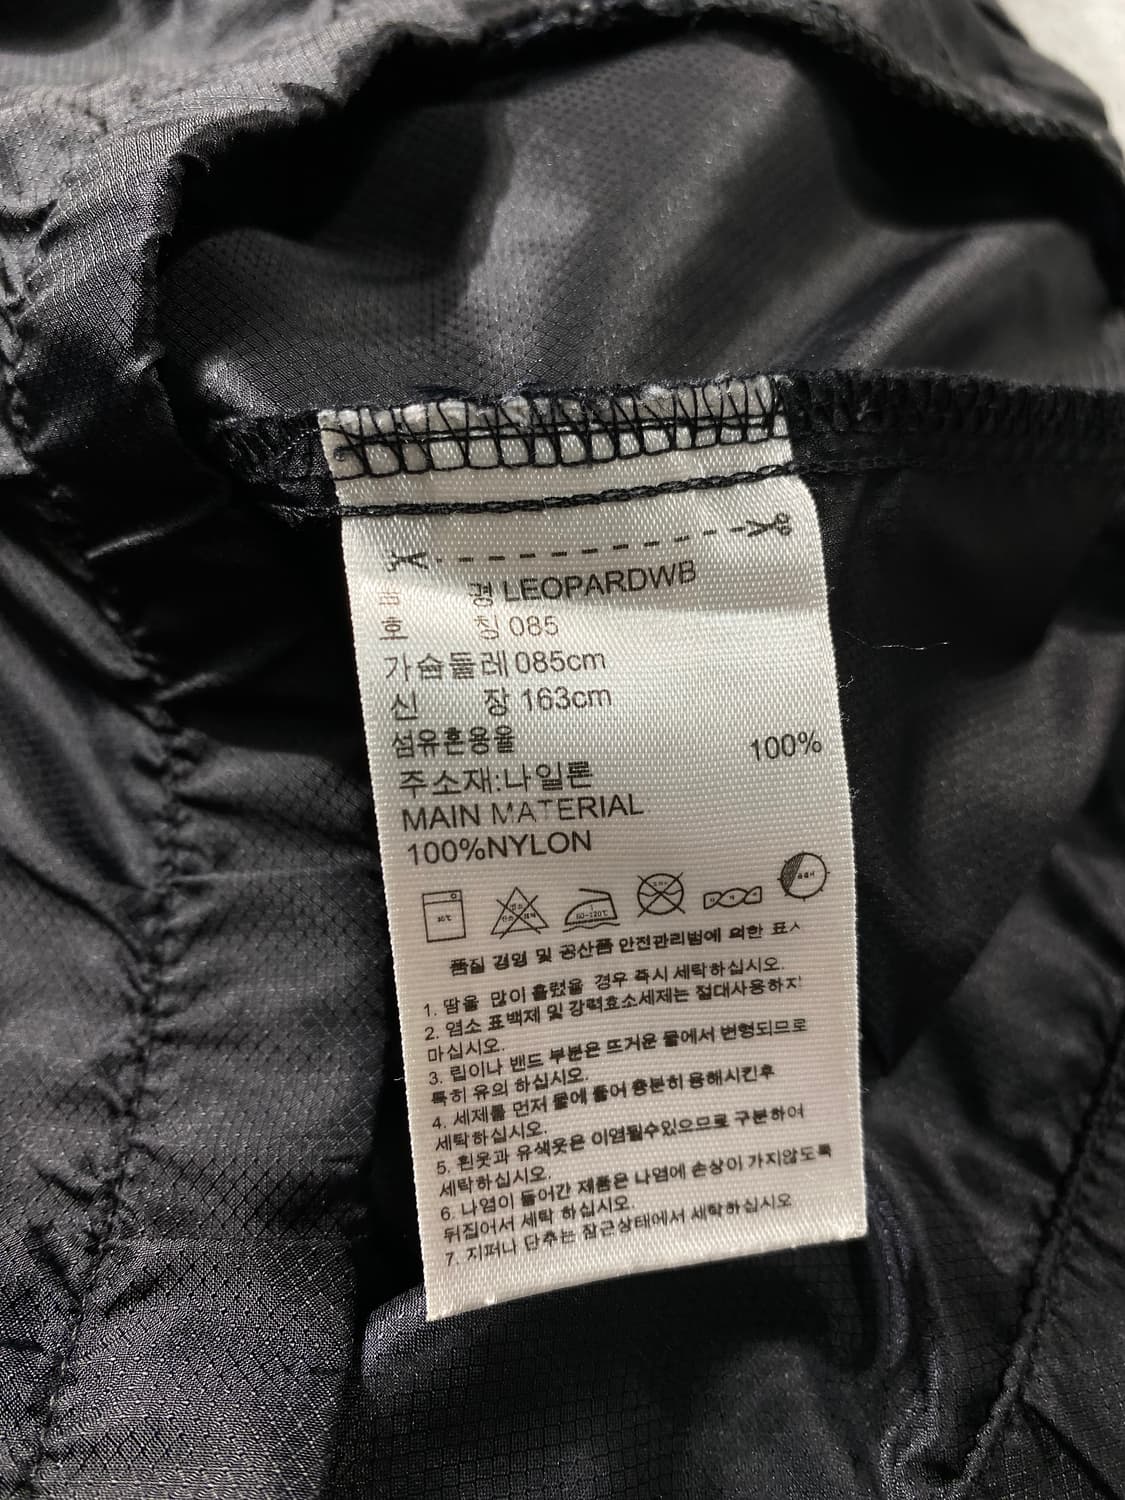 명 LEOPARDWB
호 칭 085
가슴둘레 085cm
신 장 163cm
섬유혼용율
주소재:나일론 100%
MAIN MATERIAL
100%NYLON
30℃ 80~120℃
품질 경영 및 공산품 안전관리법에 의한 표
1. 땀을 많이 흘렸을 경우 즉시 세탁하십시오.
2. 염소 표백제 및 강력효소세제는 절대사용하지
마십시오.
3. 립이나 밴드 부분은 뜨거운 물에서 변형되므로
특히 유의 하십시오.
4. 세제를 먼저 물에 풀어 충분히 용해시킨후
세탁하십시오.
5. 흰옷과 유색옷은 이염될수있으므로 구분하여
세탁하십시오.
6. 나염이 들어간 제품은 나염에 손상이 가지않도록
뒤집어서 세탁 하십시오.
7. 지퍼나 단추는 잠근상태에서 세탁하십시오